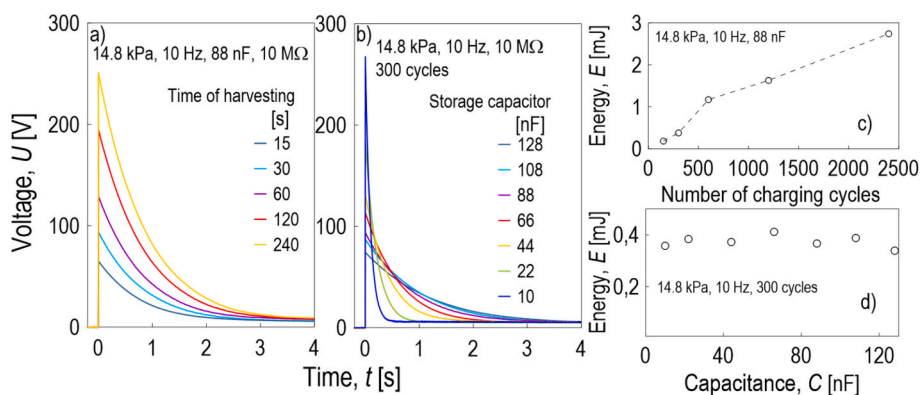 a)
14.8 kPa, 10 Hz, 88 nF, 10 MΩ
Time of harvesting
[s]
15
30
60
120
240
Voltage, U [V]
300
200
100
0
0
1
2
3
4
b)
14.8 kPa, 10 Hz, 10 MΩ
300 cycles
Storage capacitor
[nF]
128
108
88
66
44
22
10
300
200
100
0
0
1
2
3
4
Time, t [s]
Energy, E [mJ]
3
2
1
0
14.8 kPa, 10 Hz, 88 nF
c)
0
500
1000
1500
2000
2500
Number of charging cycles
Energy, E [mJ]
0,4
0,2
14.8 kPa, 10 Hz, 300 cycles
d)
0
40
80
120
Capacitance, C [nF]